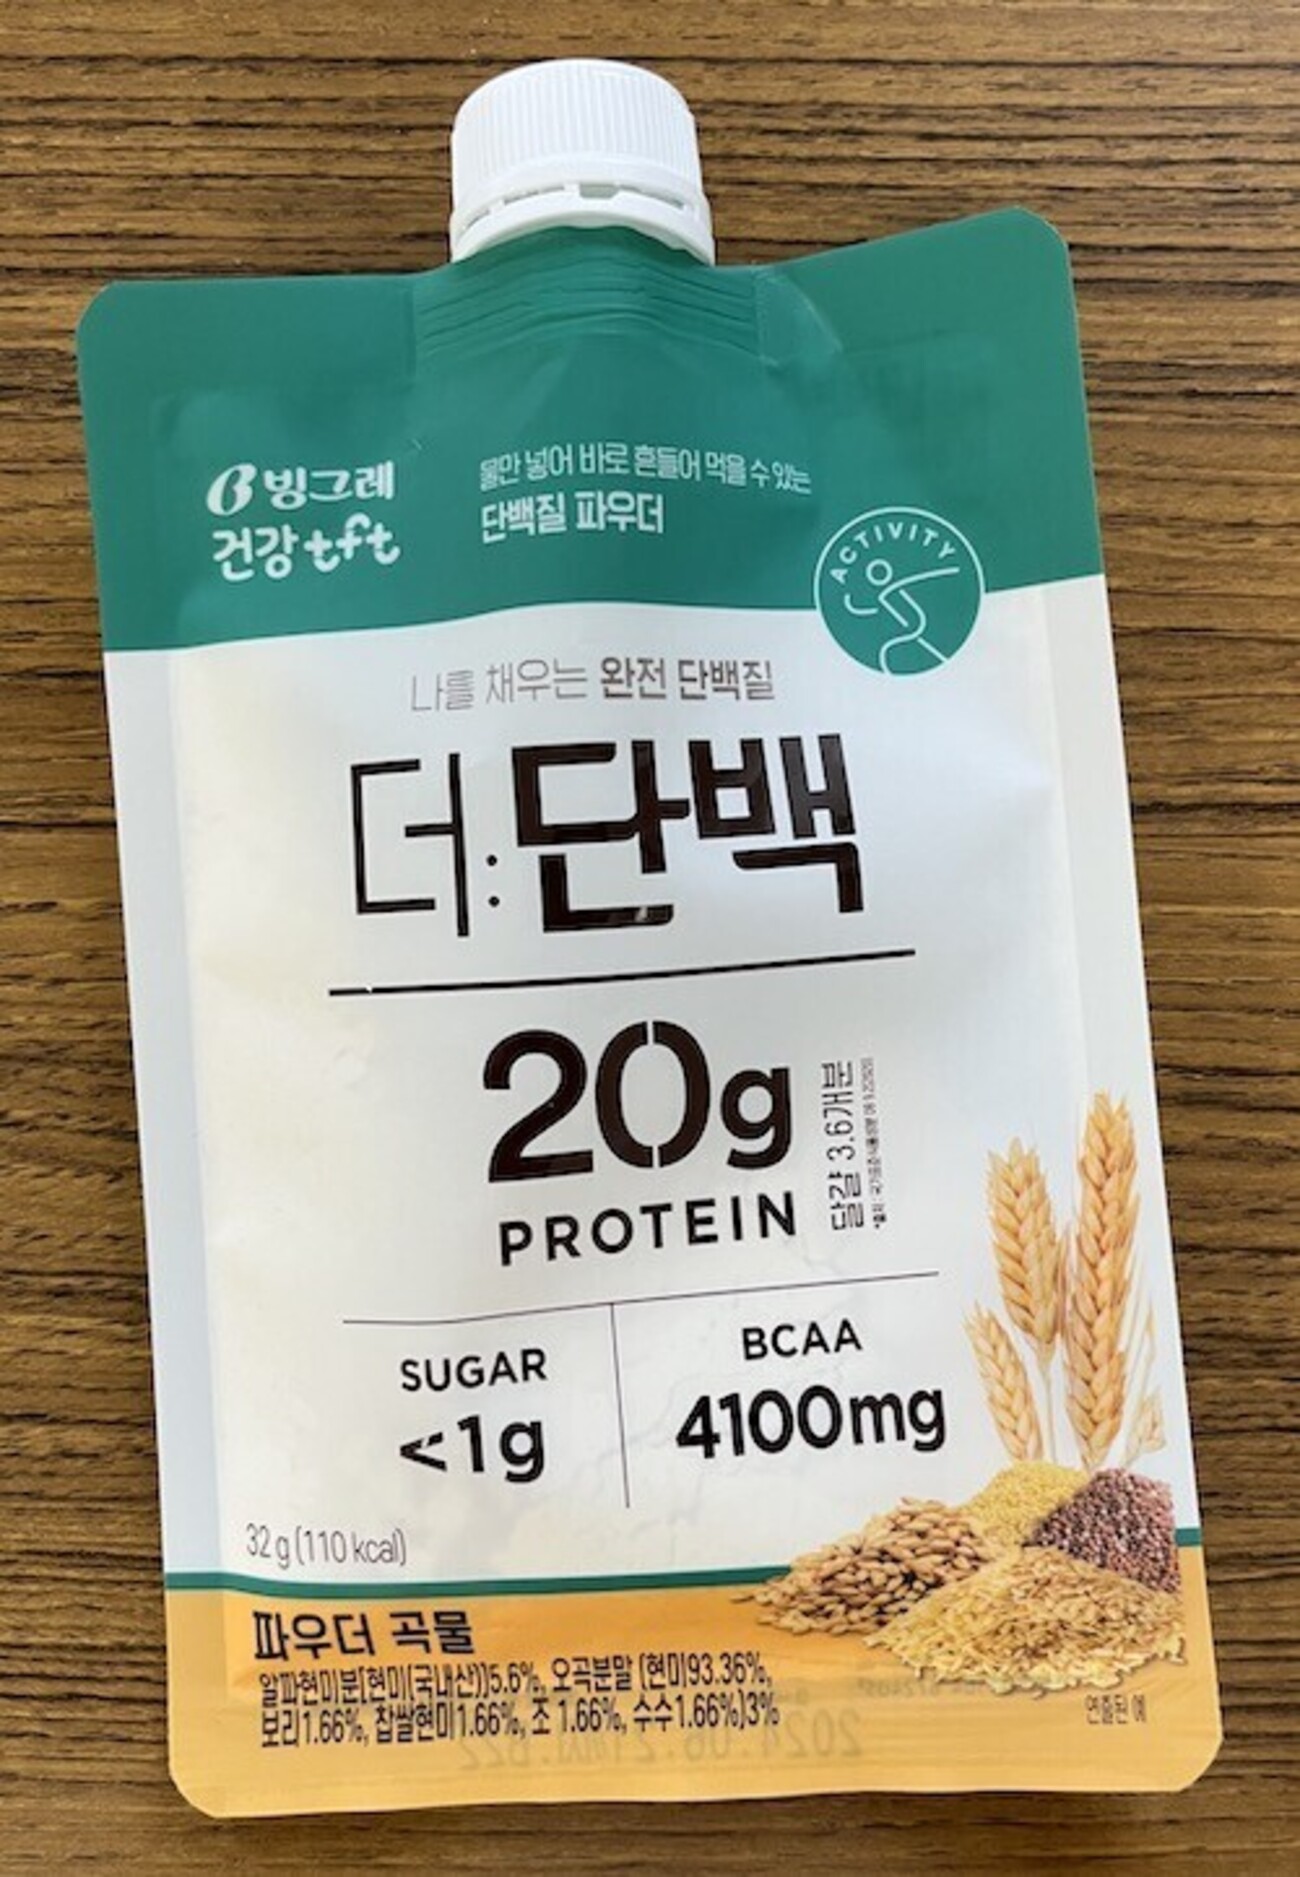 빙그레
건강 tft
물만 넣어 바로 흔들어 먹을 수 있는
단백질 파우더
ACTIVITY
나를 채우는 완전 단백질
더:단백
20g
PROTEIN
달걀 3.6개분
SUGAR
<1g
BCAA
4100mg
32 g (110 kcal)
파우더 곡물
알파현미분[현미(국내산)]5.6%, 오곡분말 (현미93.36%,
보리1.66%, 찹쌀현미1.66%, 조 1.66%, 수수1.66%)3%
연출된 예